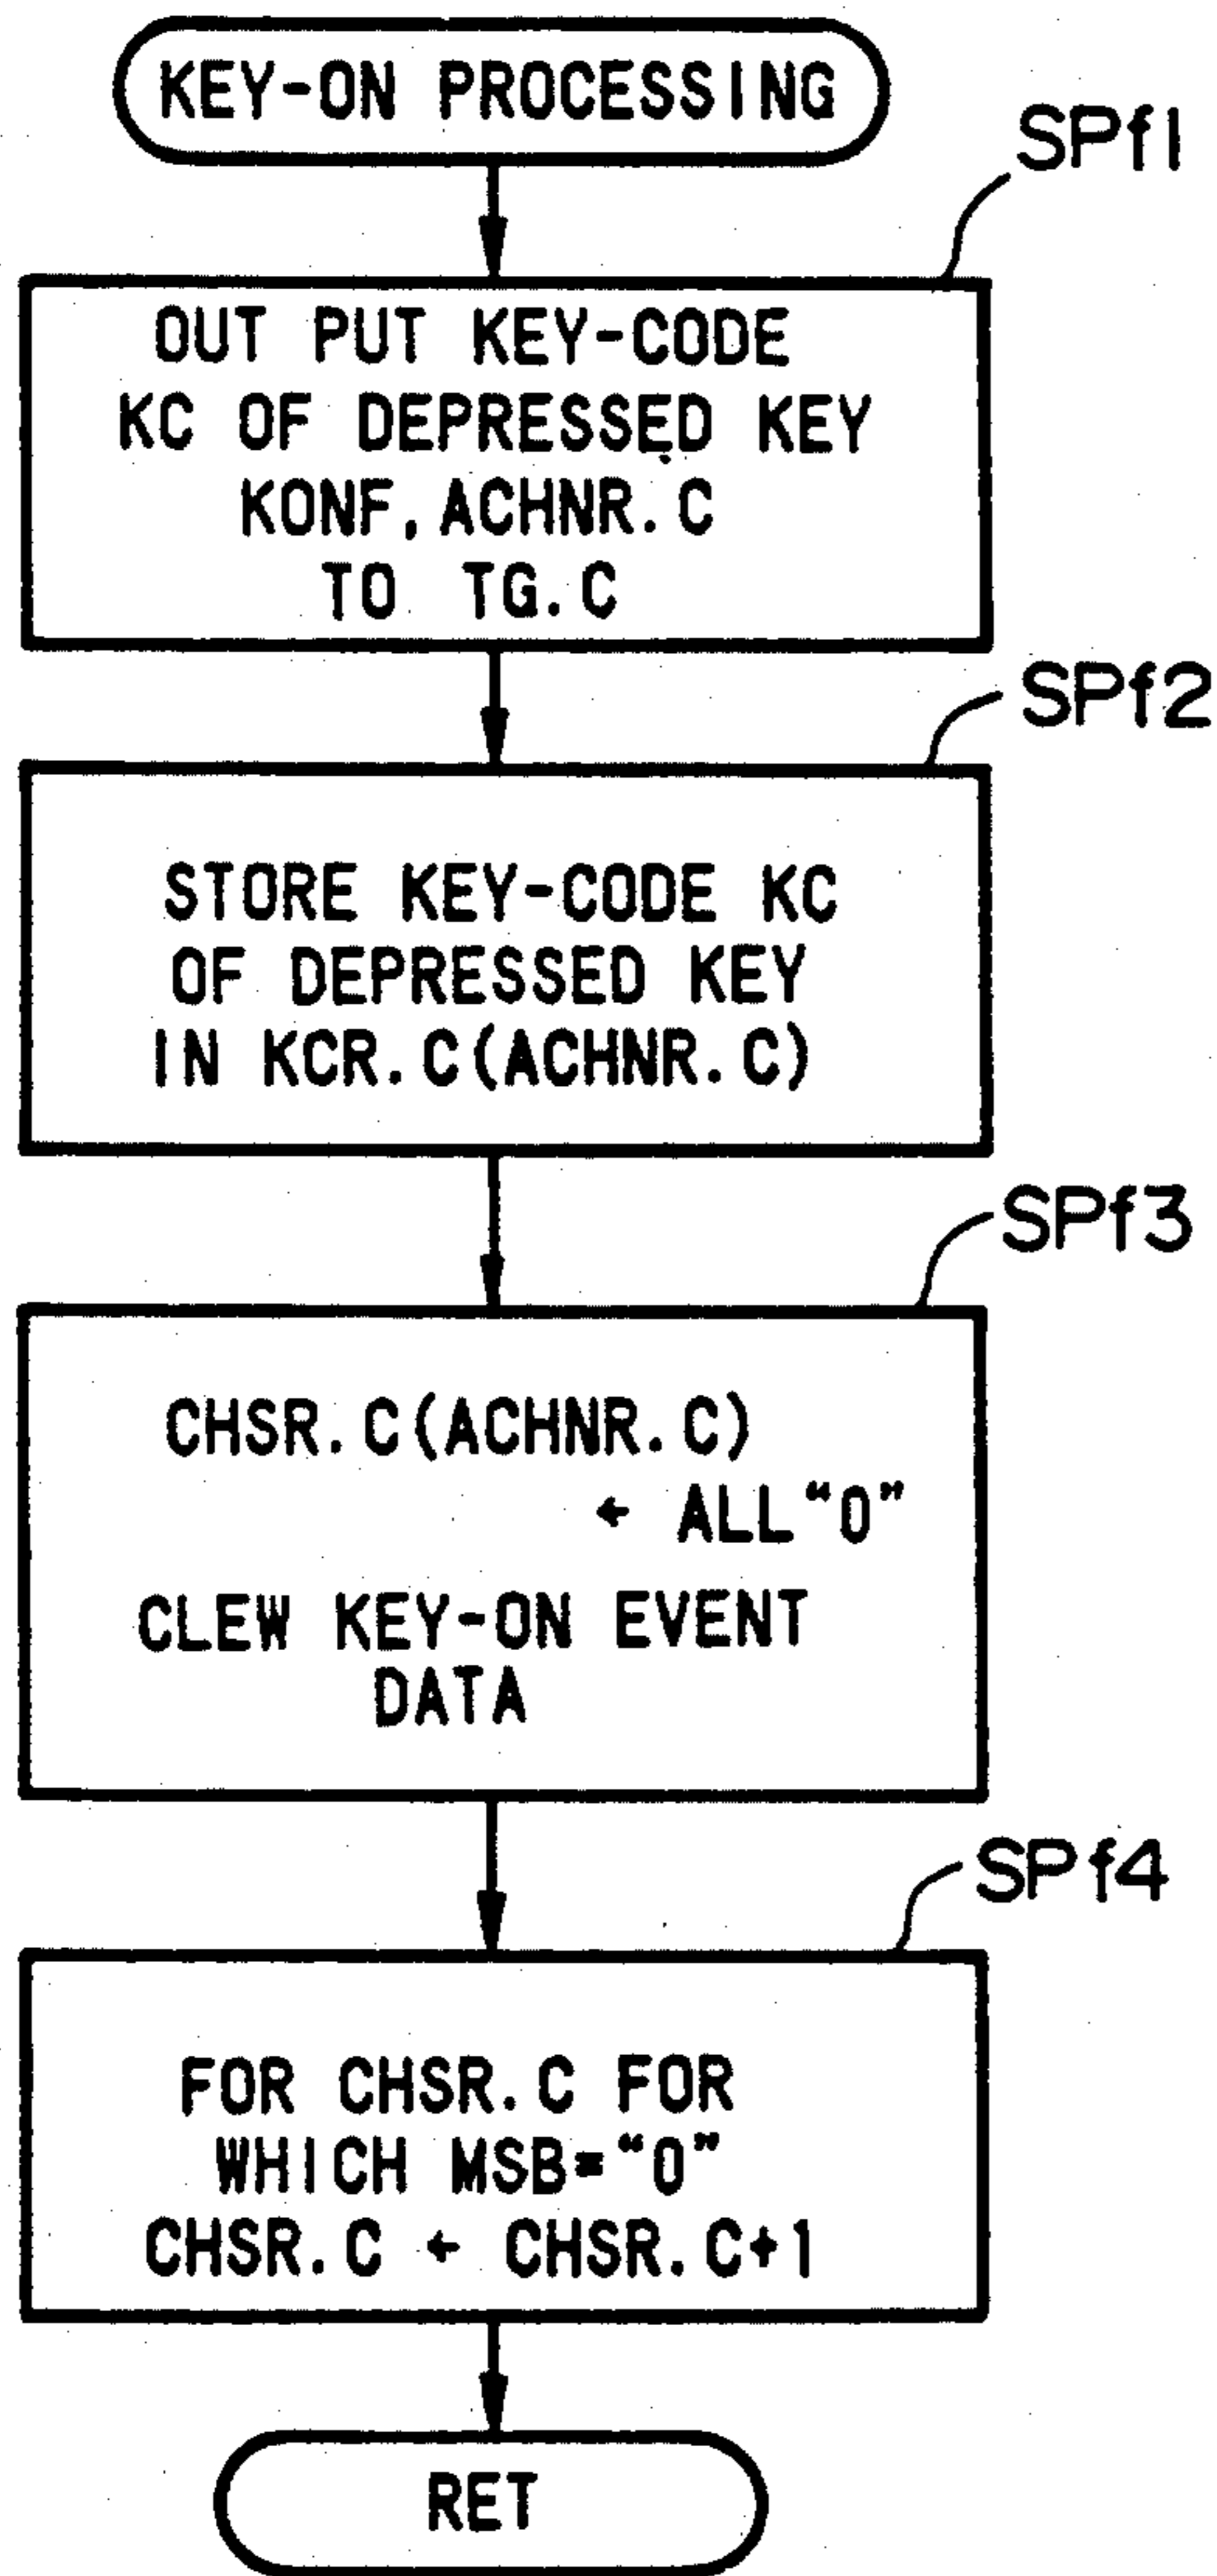 KEY-ON PROCESSING
SPf1
OUT PUT KEY-CODE
KC OF DEPRESSED KEY
KONF, ACHNR. C
TO TG. C
SPf2
STORE KEY-CODE KC
OF DEPRESSED KEY
IN KCR. C(ACHNR. C)
SPf3
CHSR. C(ACHNR. C)
← ALL“0”
CLEW KEY-ON EVENT
DATA
SPf4
FOR CHSR. C FOR
WHICH MSB=“0”
CHSR. C ← CHSR. C+1
RET